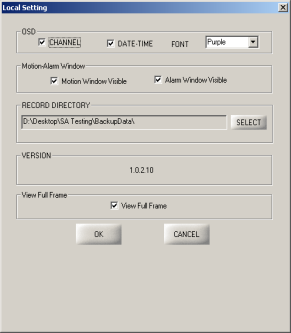 Local Setting
OSD
CHANNEL DATE-TIME FONT Purple
Motion-Alarm Window
Motion Window Visible Alarm Window Visible
RECORD DIRECTORY
D:\Desktop\SA Testing\BackupData\ SELECT
VERSION
1.0.2.10
View Full Frame
View Full Frame
OK CANCEL